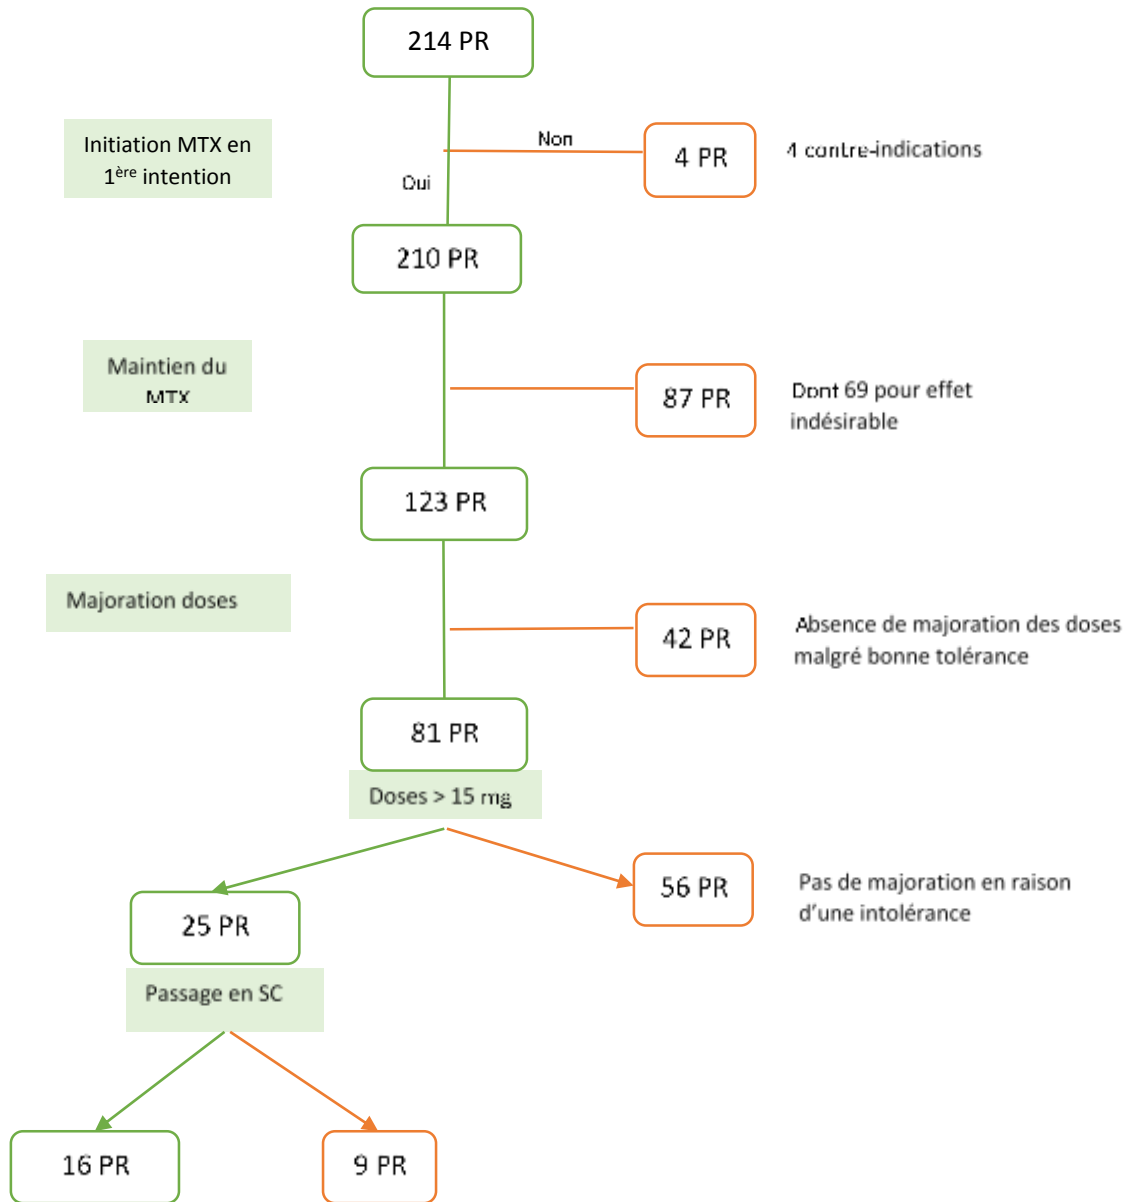 214 PR
Initiation MTX en
1ère intention
Non
Oui
4 PR
4 contre-indications
210 PR
Maintien du
MTX
87 PR
Dont 69 pour effet
indésirable
123 PR
Majoration doses
42 PR
Absence de majoration des doses
malgré bonne tolérance
81 PR
Doses > 15 mg
56 PR
Pas de majoration en raison
d'une intolérance
25 PR
Passage en SC
16 PR
9 PR